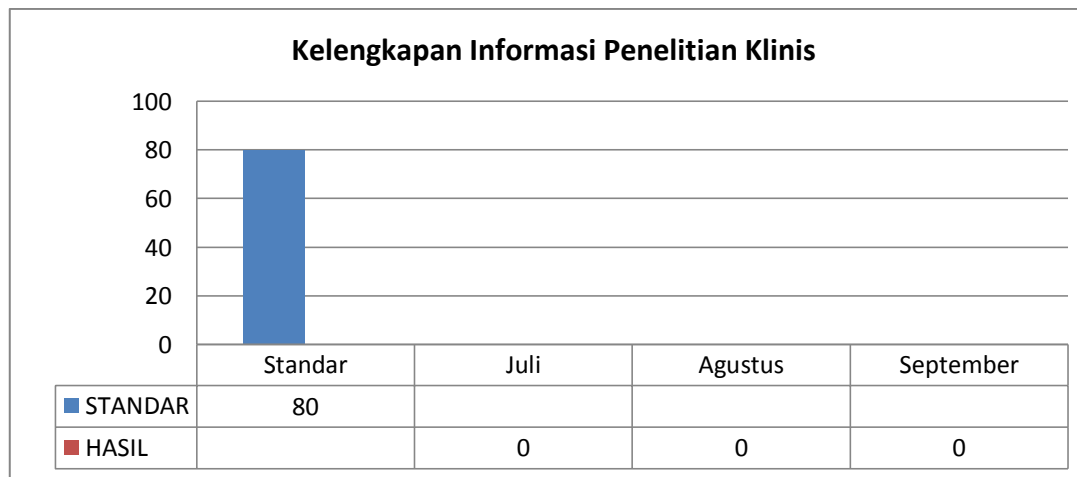 Kelengkapan Informasi Penelitian Klinis
100
80
60
40
20
0
Standar Juli Agustus September
STANDAR 80
HASIL 0 0 0